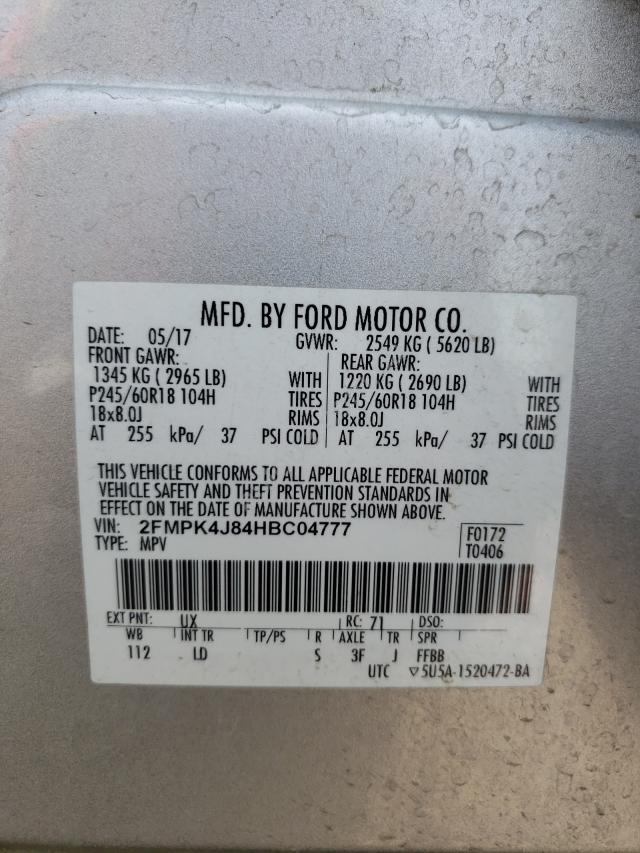 MFD. BY FORD MOTOR CO.
DATE: 05/17 GVWR: 2549 KG ( 5620 LB)
FRONT GAWR: REAR GAWR:
1345 KG ( 2965 LB) WITH 1220 KG ( 2690 LB) WITH
P245/60R18 104H TIRES P245/60R18 104H TIRES
18x8.0J RIMS 18x8.0J RIMS
AT 255 kPa/ 37 PSI COLD AT 255 kPa/ 37 PSI COLD
THIS VEHICLE CONFORMS TO ALL APPLICABLE FEDERAL MOTOR
VEHICLE SAFETY AND THEFT PREVENTION STANDARDS IN
EFFECT ON THE DATE OF MANUFACTURE SHOWN ABOVE.
VIN: 2FMPK4J84HBC04777 F0172
TYPE: MPV T0406
EXT PNT: UX RC: 71 DSO:
WB INT TR TP/PS R AXLE TR SPR
112 LD S 3F J FFBB
UTC ▽5U5A-1520472-BA